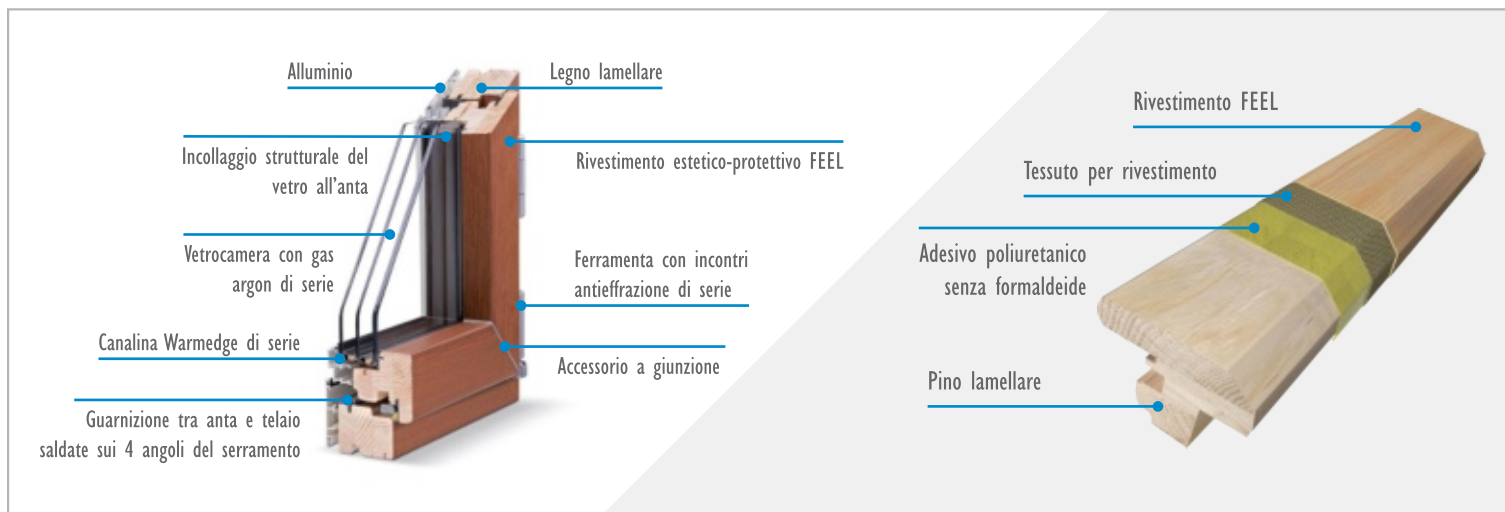 Alluminio
Legno lamellare
Incollaggio strutturale del
vetro all'anta
Rivestimento estetico-protettivo FEEL
Vetrocamera con gas
argon di serie
Ferramenta con incontri
antieffrazione di serie
Canalina Warmedge di serie
Accessorio a giunzione
Guarnizione tra anta e telaio
saldate sui 4 angoli del serramento
Rivestimento FEEL
Tessuto per rivestimento
Adesivo poliuretanico
senza formaldeide
Pino lamellare